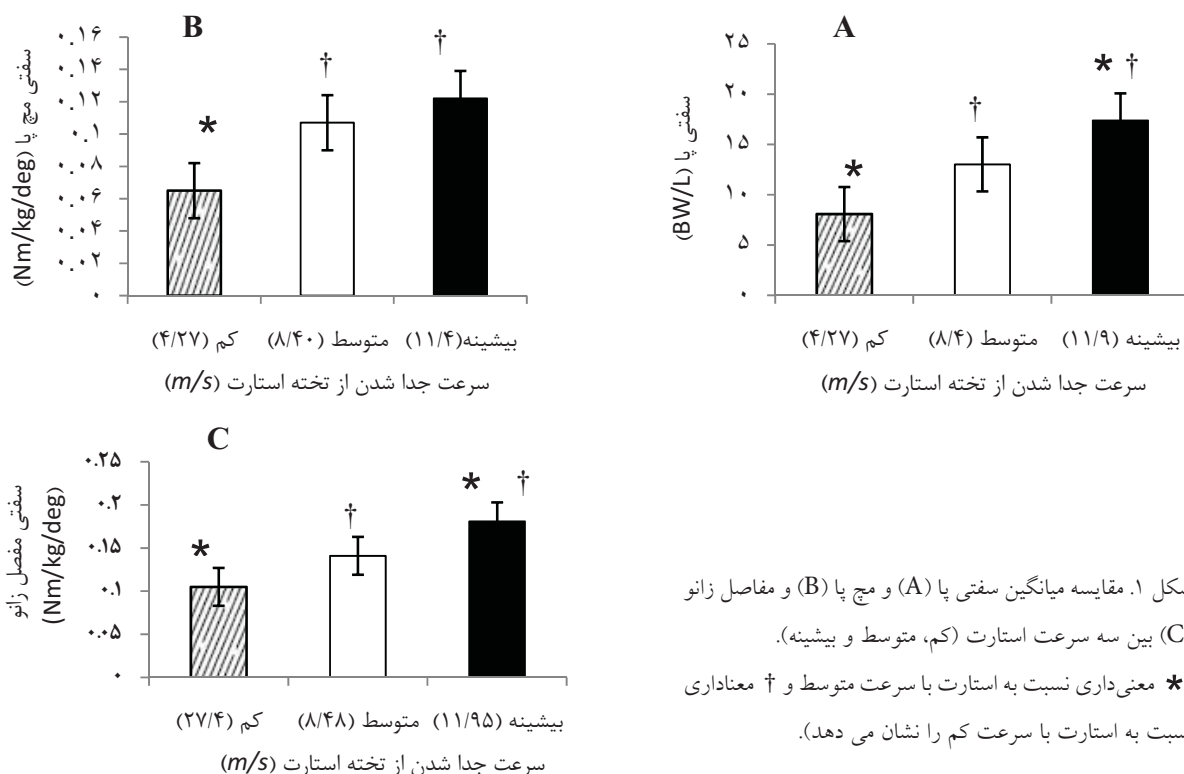 B
سفتی مچ پا (Nm/kg/deg)
۰.۱۶
۰.۱۴
۰.۱۲
۰.۱
۰.۰۸
۰.۰۶
۰.۰۴
۰.۰۲
۰
*
†
†
کم (۴/۲۷) متوسط (۸/۴۰) بیشینه(۱۱/۴)
سرعت جدا شدن از تخته استارت (m/s)
A
سفتی پا (BW/L)
۲۵
۲۰
۱۵
۱۰
۵
۰
*
†
* †
کم (۴/۲۷) متوسط (۸/۴) بیشینه (۱۱/۹)
سرعت جدا شدن از تخته استارت (m/s)
C
سفتی مفصل زانو
(Nm/kg/deg)
۰.۲۵
۰.۲
۰.۱۵
۰.۱
۰.۰۵
۰
*
†
* †
کم (۲۷/۴) متوسط (۸/۴۸) بیشینه (۱۱/۹۵)
سرعت جدا شدن از تخته استارت (m/s)
شکل ۱. مقایسه میانگین سفتی پا (A) و مچ پا (B) و مفاصل زانو
C) بین سه سرعت استارت (کم، متوسط و بیشینه).
* معنی‌داری نسبت به استارت با سرعت متوسط و † معناداری
نسبت به استارت با سرعت کم را نشان می دهد).